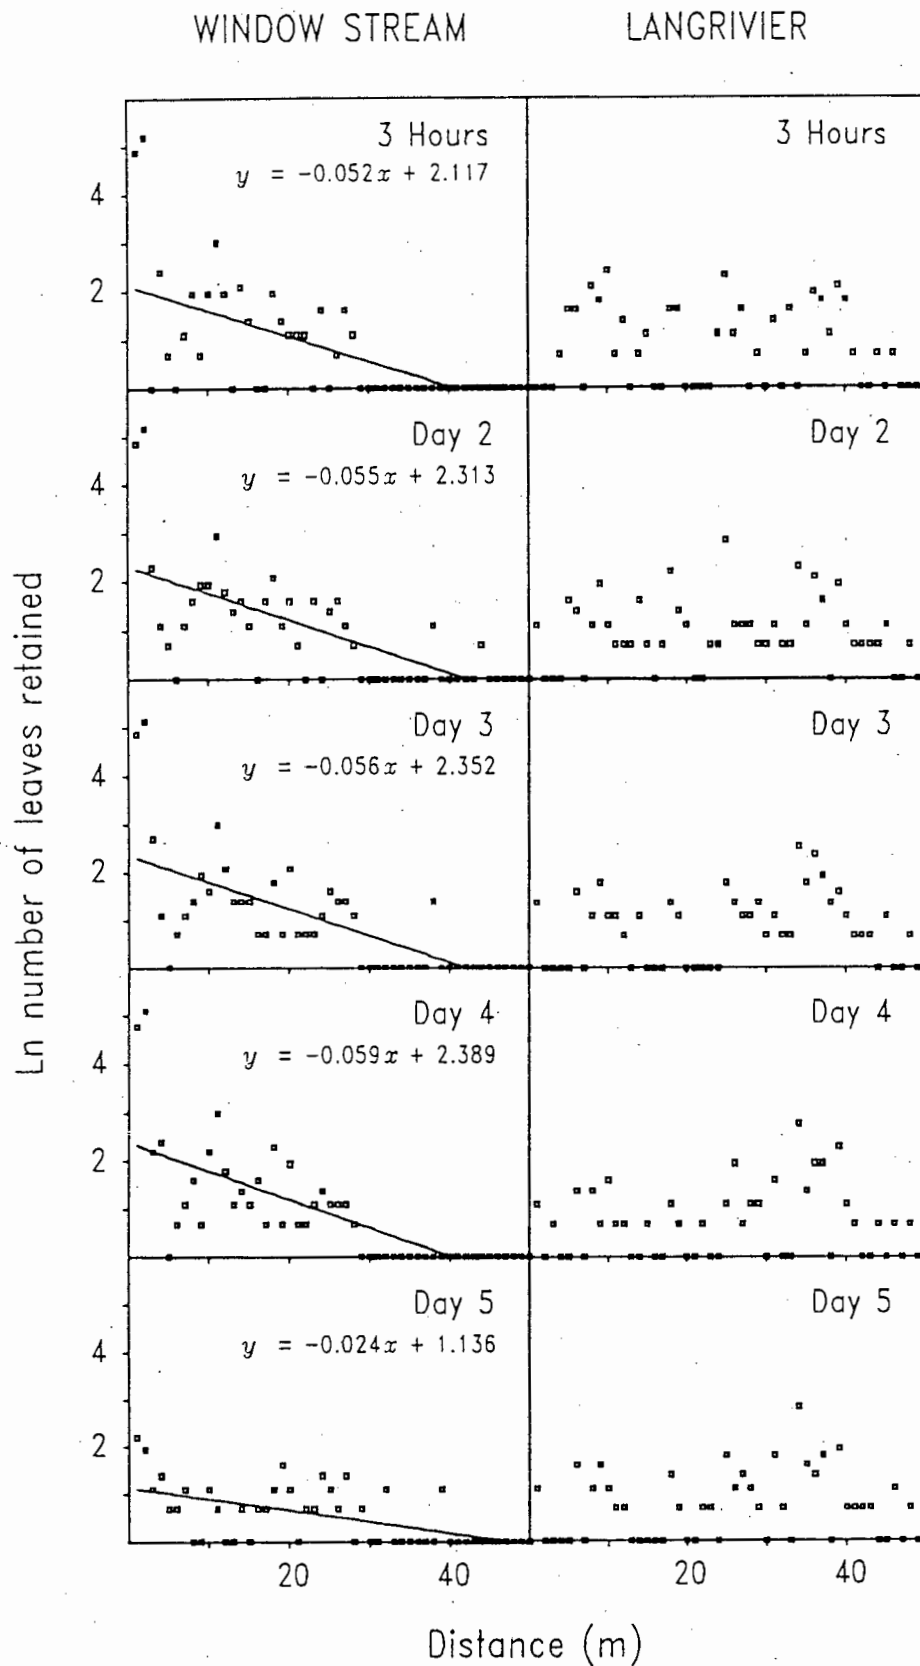 WINDOW STREAM LANGRIVIER
3 Hours 3 Hours
y = -0.052x + 2.117
4
2
Day 2 Day 2
y = -0.055x + 2.313
4
2
Day 3 Day 3
y = -0.056x + 2.352
4
2
Day 4 Day 4
y = -0.059x + 2.389
4
2
Day 5 Day 5
y = -0.024x + 1.136
4
2
20 40 20 40
Distance (m)
Ln number of leaves retained